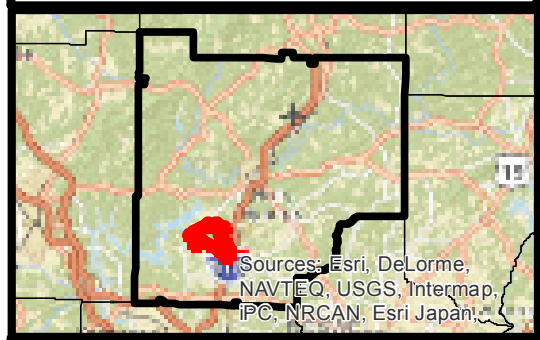 15
Sources: Esri, DeLorme,
NAVTEQ, USGS, Intermap,
iPC, NRCAN, Esri Japan,